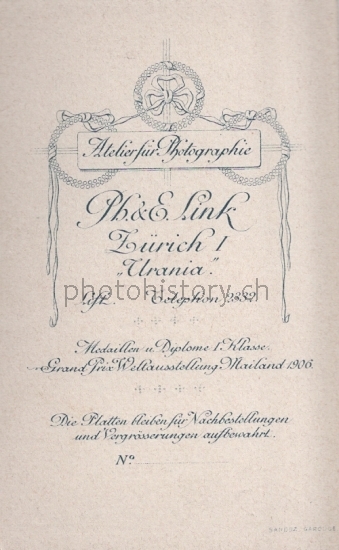 Atelier für Photographie
Ph. & E. Link
Zürich I
„Urania".
photohistory.ch
Lift. Telephon
Medaillen u. Diplome 1. Klasse.
Grand Prix Weltausstellung Mailand 1906.
Die Platten bleiben für Nachbestellungen
und Vergrösserungen aufbewahrt.
No.